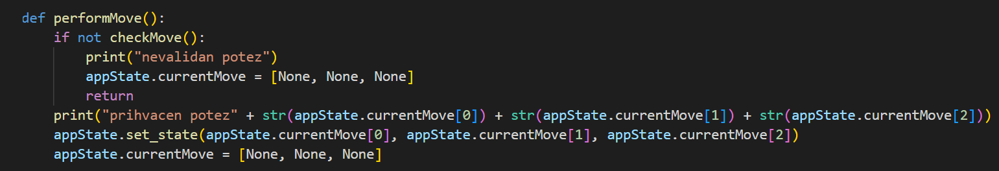 def performMove():
    if not checkMove():
        print("nevalidan potez")
        appState.currentMove = [None, None, None]
        return
    print("prihvacen potez" + str(appState.currentMove[0]) + str(appState.currentMove[1]) + str(appState.currentMove[2]))
    appState.set_state(appState.currentMove[0], appState.currentMove[1], appState.currentMove[2])
    appState.currentMove = [None, None, None]